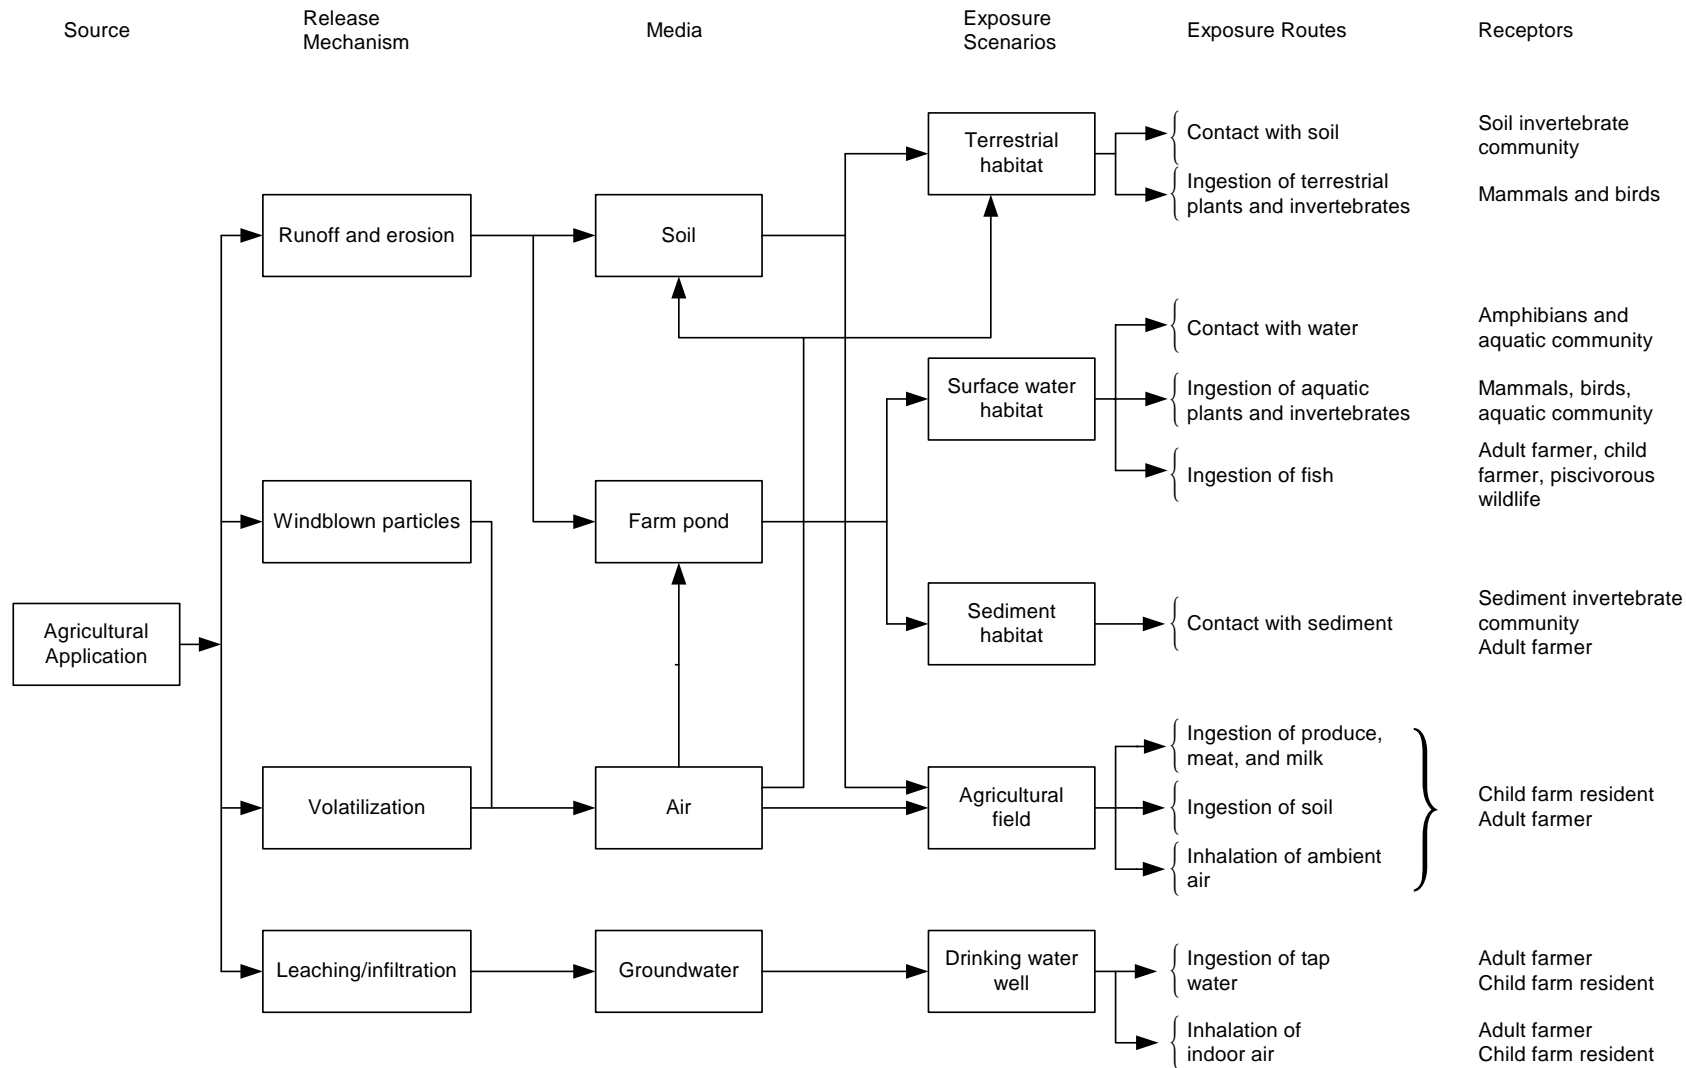 Source
Release
Mechanism
Media
Exposure
Scenarios
Exposure Routes
Receptors
Terrestrial
habitat
Contact with soil
Soil invertebrate
community
Ingestion of terrestrial
plants and invertebrates
Mammals and birds
Runoff and erosion
Soil
Contact with water
Amphibians and
aquatic community
Surface water
habitat
Ingestion of aquatic
plants and invertebrates
Mammals, birds,
aquatic community
Ingestion of fish
Adult farmer, child
farmer, piscivorous
wildlife
Windblown particles
Farm pond
Agricultural
Application
Sediment
habitat
Contact with sediment
Sediment invertebrate
community
Adult farmer
Volatilization
Air
Agricultural
field
Ingestion of produce,
meat, and milk
Ingestion of soil
Inhalation of ambient
air
Child farm resident
Adult farmer
Leaching/infiltration
Groundwater
Drinking water
well
Ingestion of tap
water
Adult farmer
Child farm resident
Inhalation of
indoor air
Adult farmer
Child farm resident